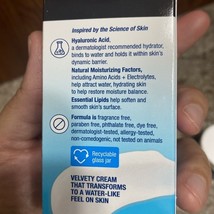 Inspired by the Science of Skin
Hyaluronic Acid,
a dermatologist recommended hydrator,
binds to water and holds it within skin's
dynamic barrier.
Natural Moisturizing Factors,
including Amino Acids + Electrolytes,
help attract water, hydrating skin
to help restore moisture balance.
Essential Lipids help soften and
smooth skin's surface.
Formula is fragrance free,
paraben free, phthalate free, dye free,
dermatologist-tested, allergy-tested,
non-comedogenic, not tested on animals
Recyclable
glass jar
VELVETY CREAM
THAT TRANSFORMS
TO A WATER-LIKE
FEEL ON SKIN